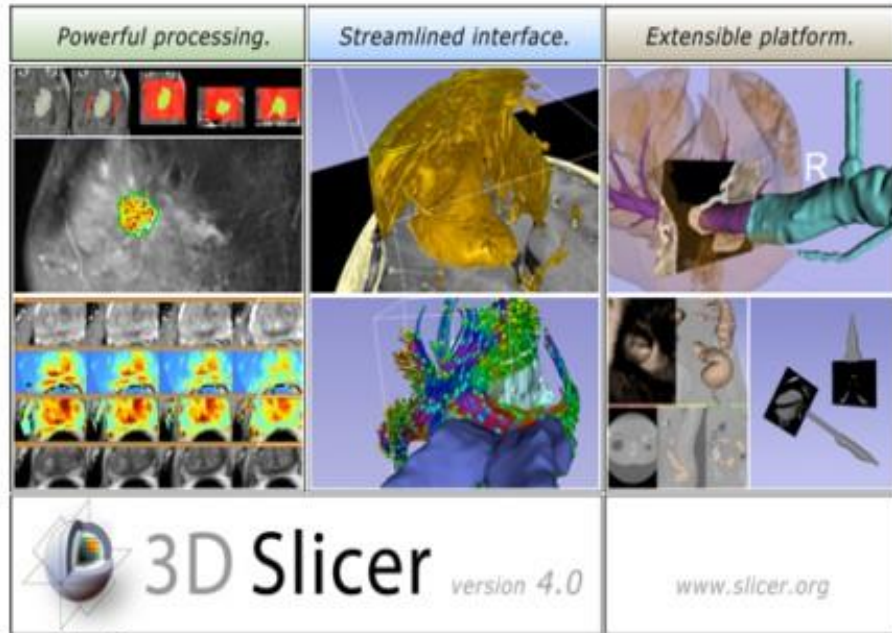 Powerful processing.
Streamlined interface.
Extensible platform.
R
3D Slicer version 4.0
www.slicer.org